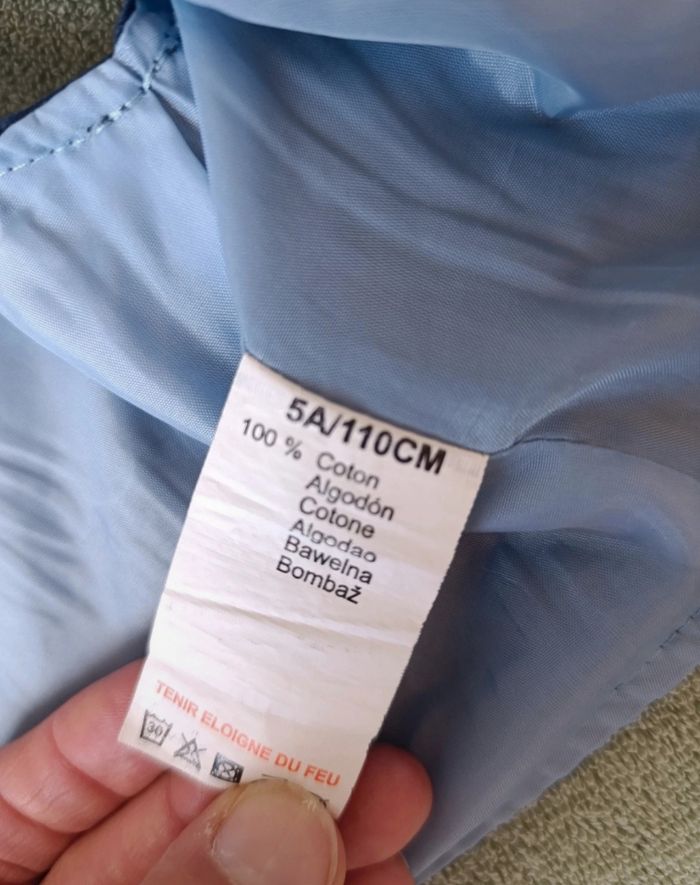 5A/110CM
100 % Coton
Algodón
Cotone
Algodao
Bawelna
Bombaž
TENIR ELOIGNE DU FEU
30